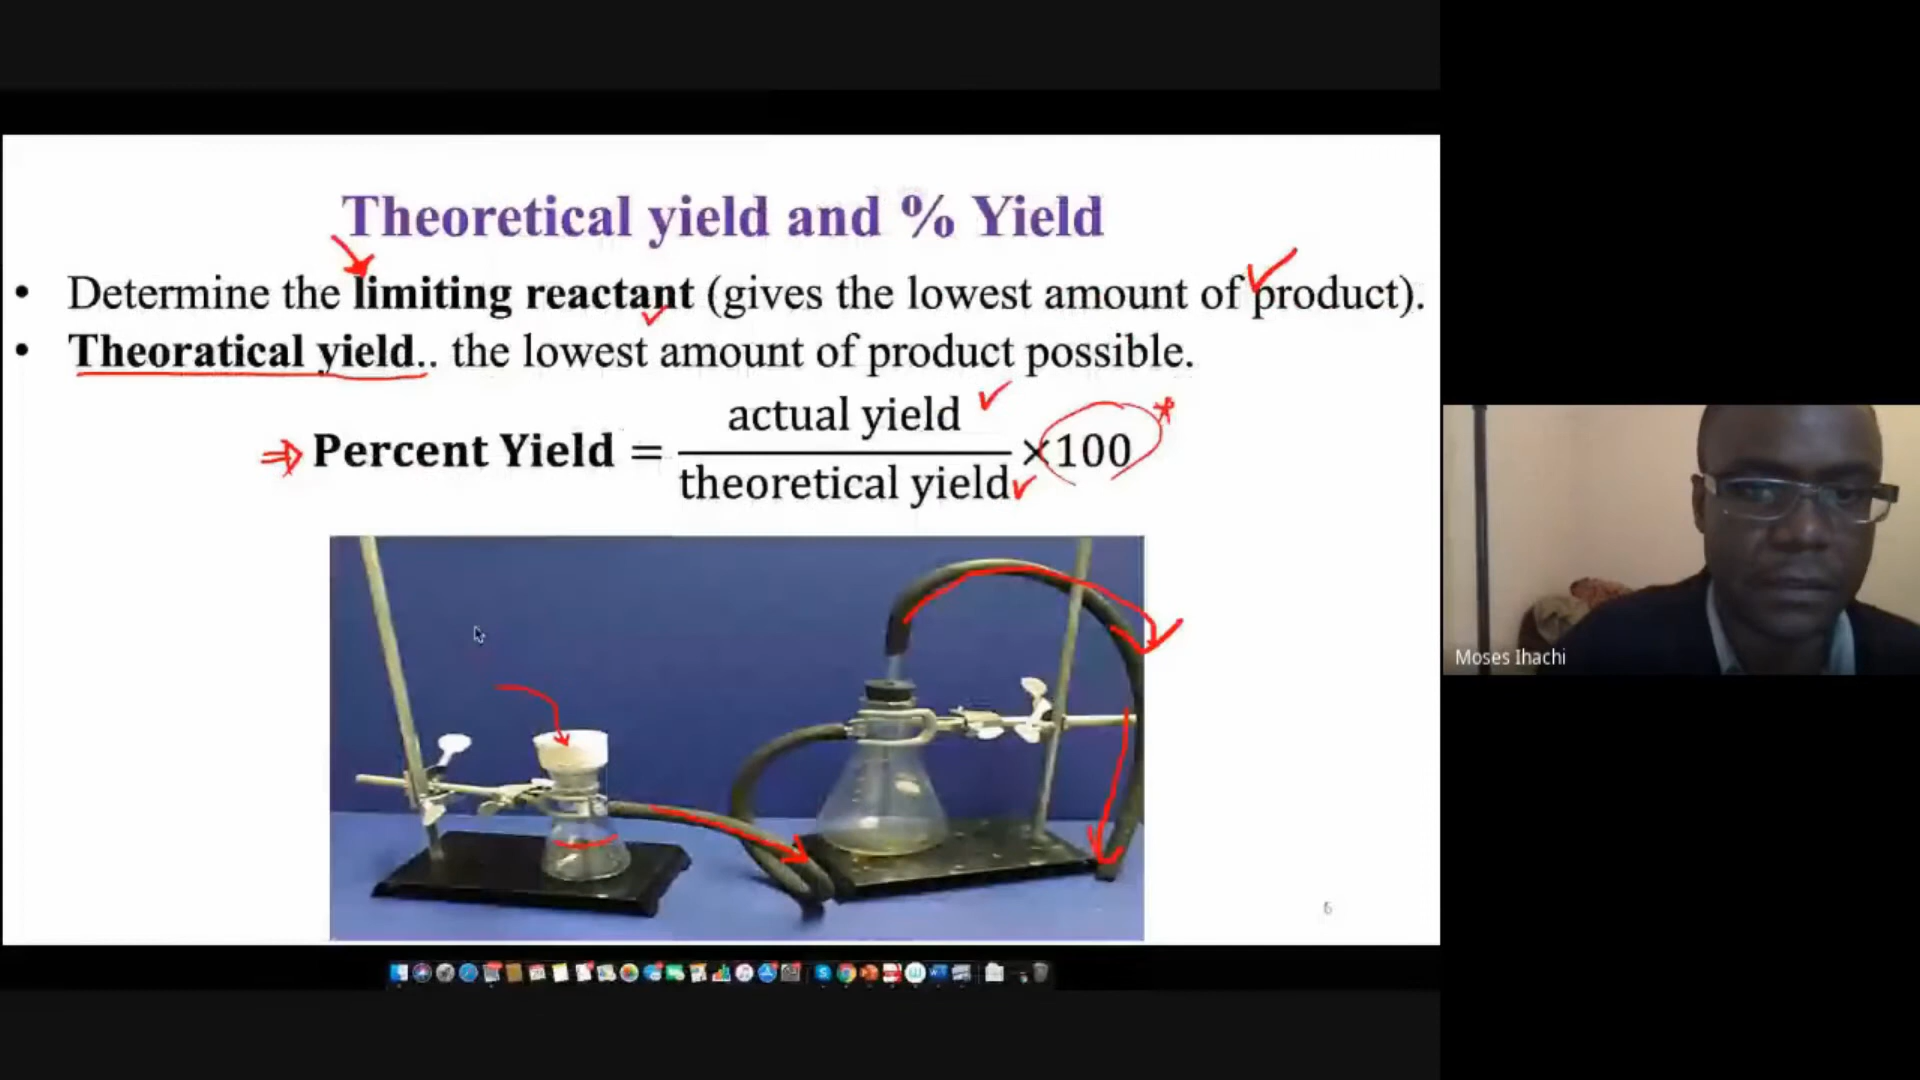 Theoretical yield and % Yield
• Determine the limiting reactant (gives the lowest amount of product).
• Theoratical yield.. the lowest amount of product possible.
Percent Yield = actual yield / theoretical yield ×100
*
Moses Ihachi
6